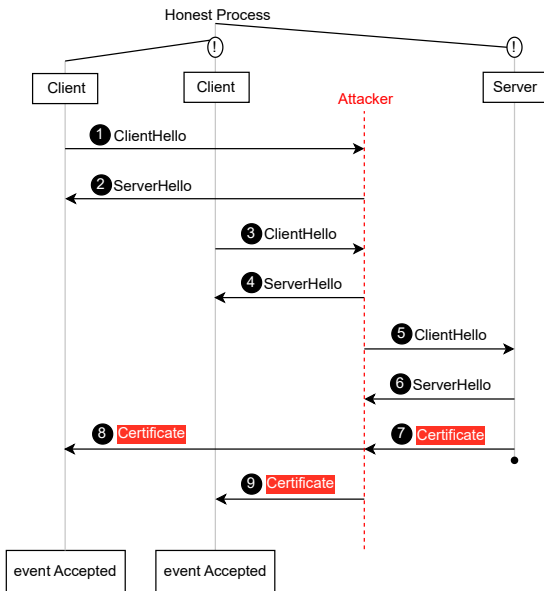 Honest Process
! !
Client Client Server
Attacker
1 ClientHello
2 ServerHello
3 ClientHello
4 ServerHello
5 ClientHello
6 ServerHello
8 Certificate 7 Certificate
9 Certificate
event Accepted event Accepted